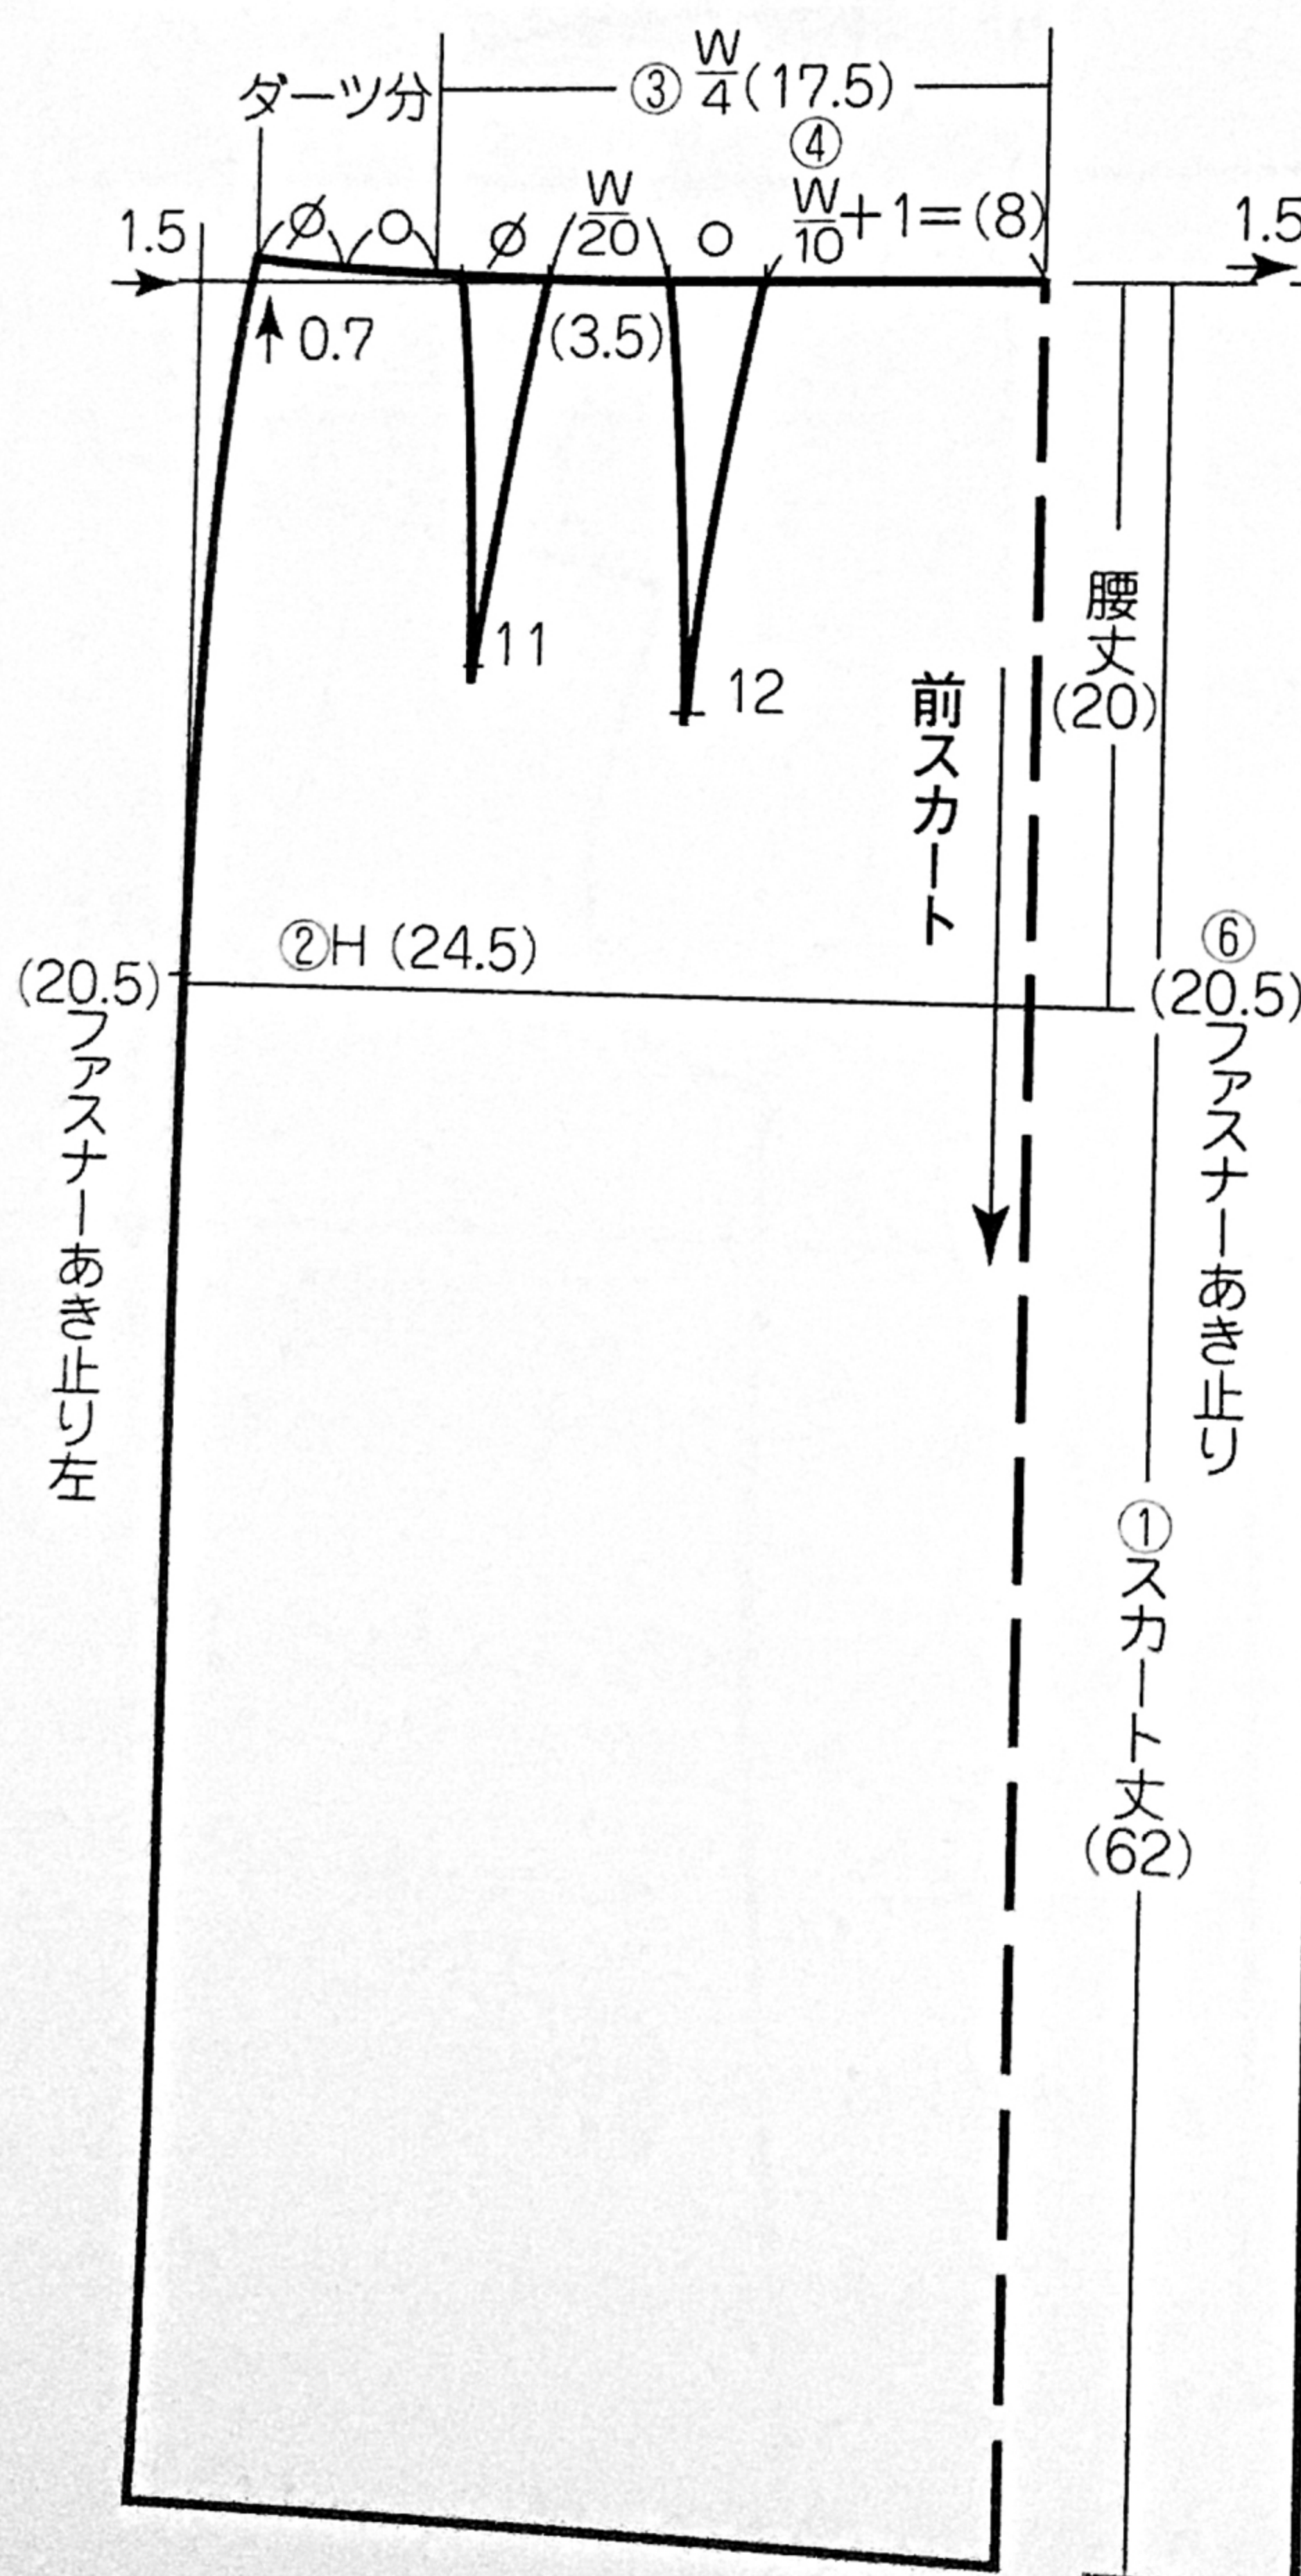 ダーツ分
③ W/4 (17.5)
④
1.5
∅ ○ ∅ W/20 ○ W/10+1=(8)
1.5
0.7
(3.5)
11
12
腰丈
(20)
前スカート
②H (24.5)
(20.5)
ファスナーあき止り左
⑥
(20.5)
ファスナーあき止り
①スカート丈
(62)